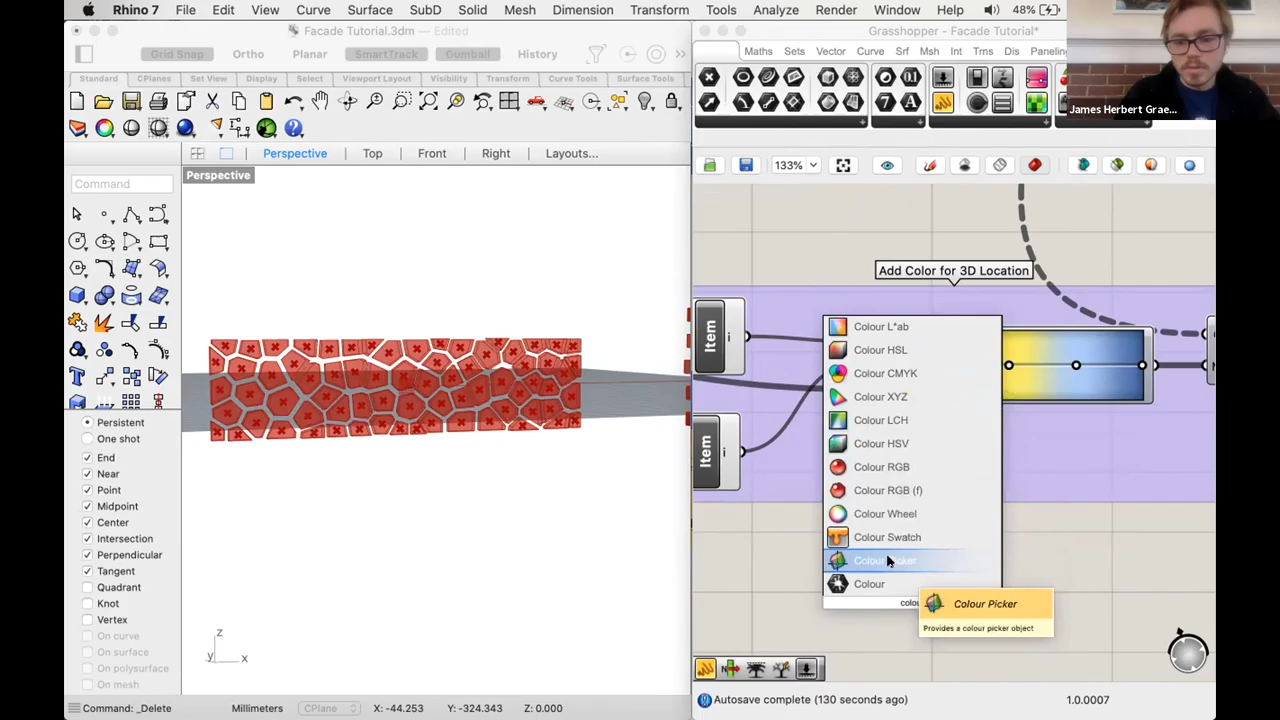 Rhino 7 File Edit View Curve Surface SubD Solid Mesh Dimension Transform Tools Analyze Render Window Help 48%
Facade Tutorial.3dm — Edited
Grasshopper - Facade Tutorial*
Grid Snap Ortho Planar SmartTrack Gumball History
Maths Sets Vector Curve Srf Msh Int Trns Dis Paneling
Standard CPlanes Set View Display Select Viewport Layout Visibility Transform Curve Tools Surface Tools
James Herbert Grae...
Perspective Top Front Right Layouts...
133%
Perspective
Command
Add Color for 3D Location
Item i
Item i
Colour L*ab
Colour HSL
Colour CMYK
Colour XYZ
Colour LCH
Colour HSV
Colour RGB
Colour RGB (f)
Colour Wheel
Colour Swatch
Colour Picker
Colour
colou
Colour Picker
Provides a colour picker object
Persistent
One shot
End
Near
Point
Midpoint
Center
Intersection
Perpendicular
Tangent
Quadrant
Knot
Vertex
On curve
On surface
On polysurface
On mesh
z
y x
Command: _Delete Millimeters CPlane X: -44.253 Y: -324.343 Z: 0.000
Autosave complete (130 seconds ago) 1.0.0007